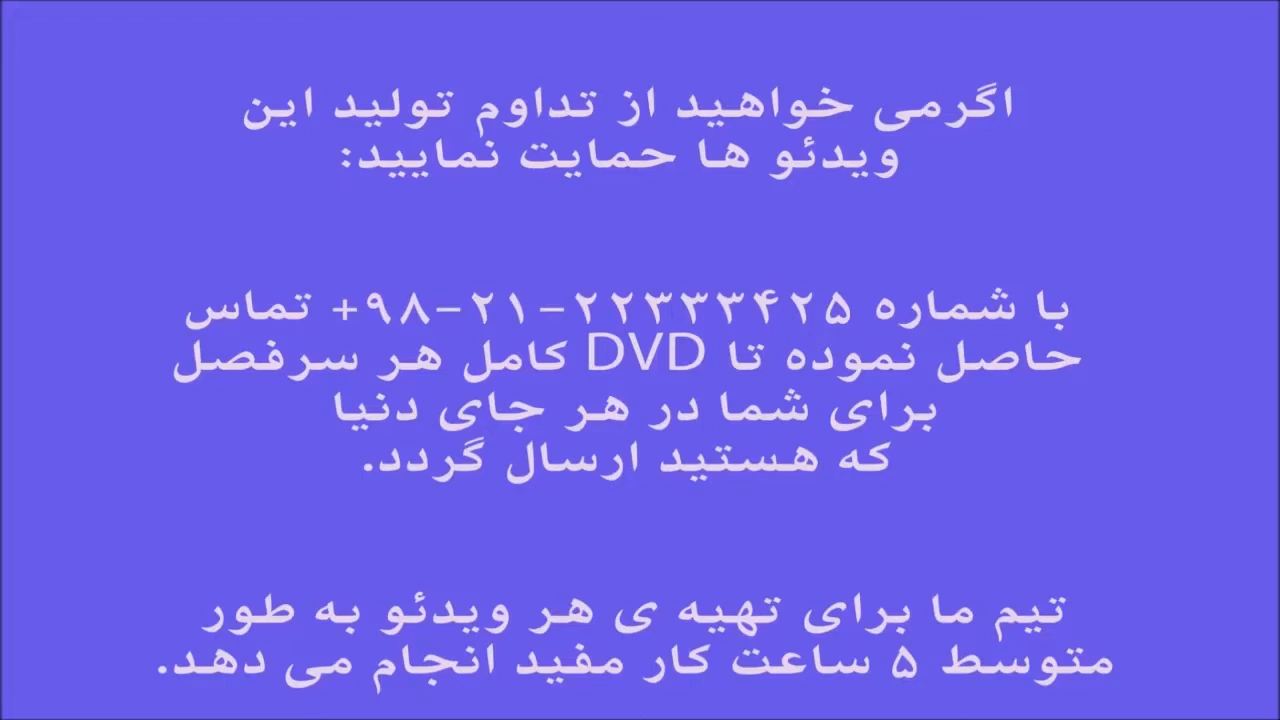 اگرمی خواهید از تداوم تولید این
ویدئو ها حمایت نمایید:
با شماره ۲۲۳۳۳۴۲۵-۲۱-۹۸+ تماس
حاصل نموده تا DVD کامل هر سرفصل
برای شما در هر جای دنیا
که هستید ارسال گردد.
تیم ما برای تهیه ی هر ویدئو به طور
متوسط ۵ ساعت کار مفید انجام می دهد.